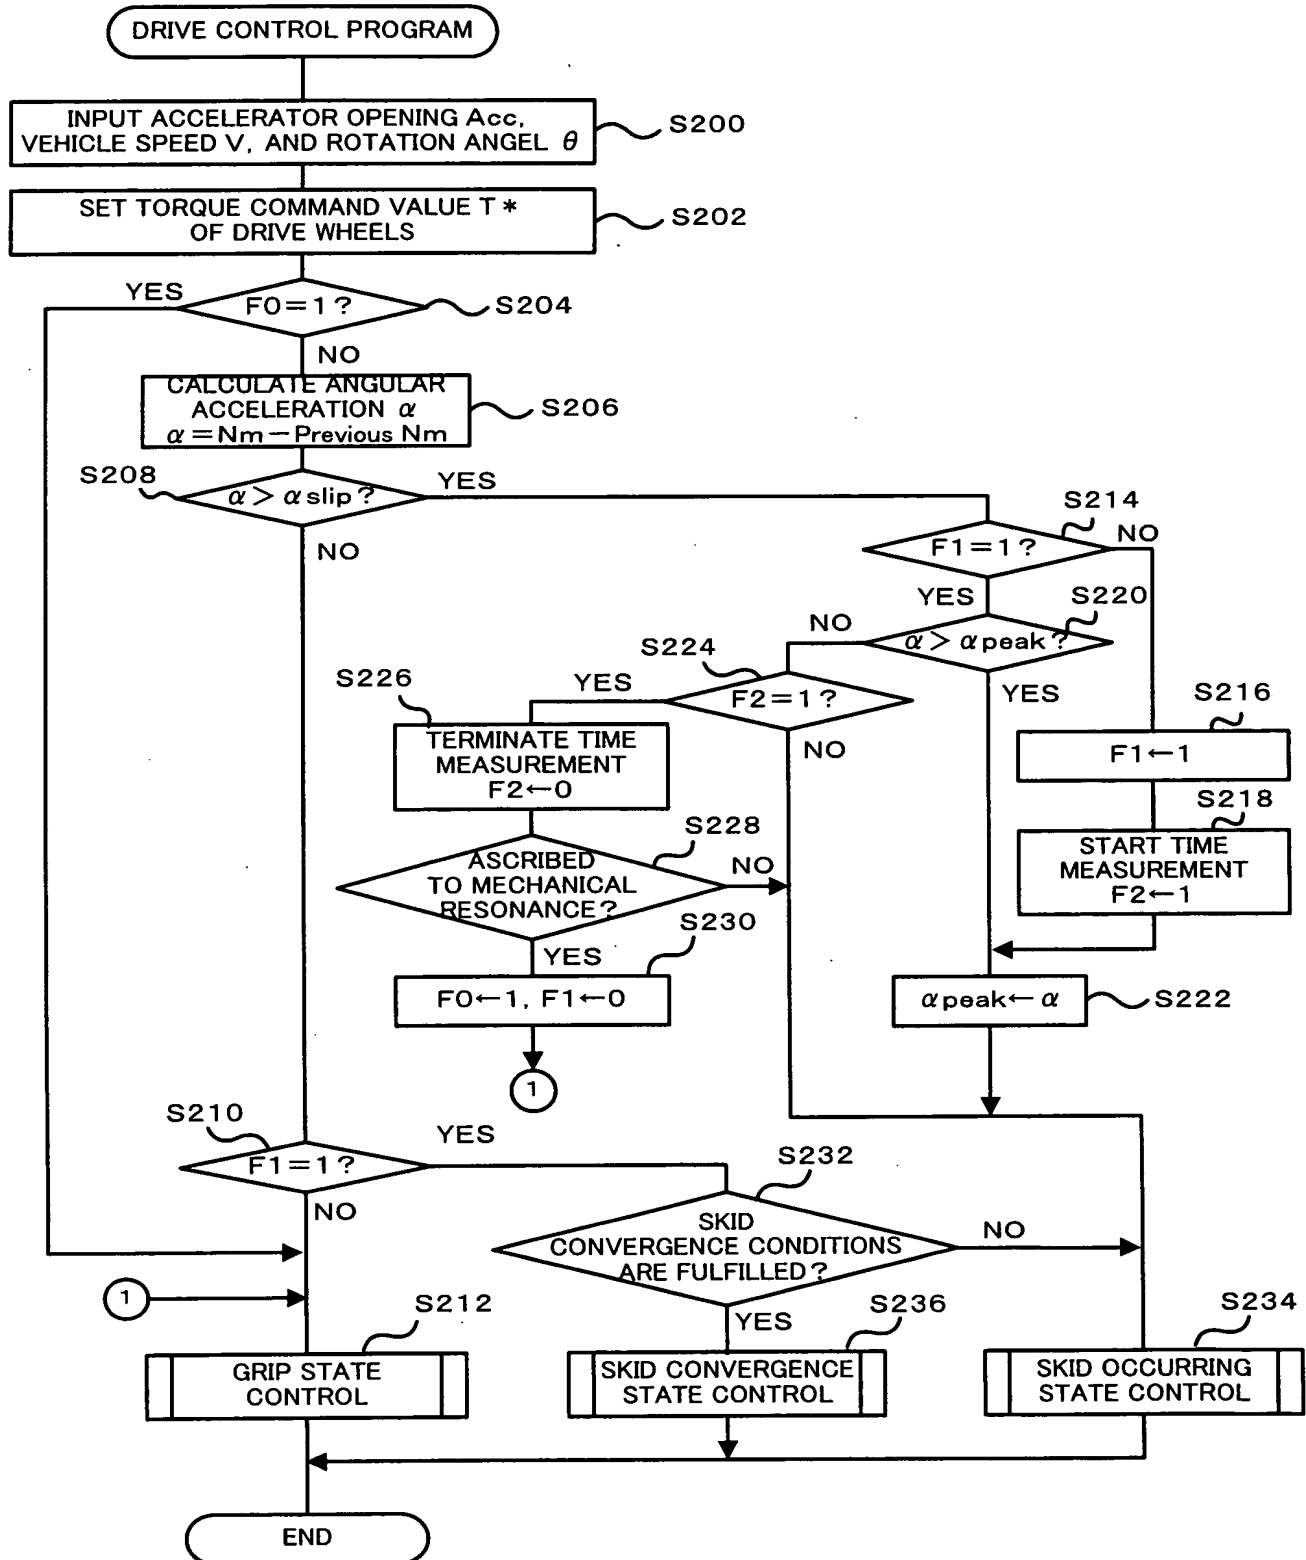 DRIVE CONTROL PROGRAM
INPUT ACCELERATOR OPENING Acc,
VEHICLE SPEED V, AND ROTATION ANGEL θ
S200
SET TORQUE COMMAND VALUE T *
OF DRIVE WHEELS
S202
YES
F0=1?
S204
NO
CALCULATE ANGULAR
ACCELERATION α
α=Nm-Previous Nm
S206
S208
α > α slip?
YES
NO
S214
F1=1?
NO
YES
S220
NO
α > α peak?
S224
YES
S226
YES
F2=1?
NO
TERMINATE TIME
MEASUREMENT
F2←0
S216
F1←1
S218
START TIME
MEASUREMENT
F2←1
S228
ASCRIBED
TO MECHANICAL
RESONANCE?
NO
YES
S230
F0←1, F1←0
α peak← α
S222
1
S210
F1=1?
YES
NO
S232
SKID
CONVERGENCE CONDITIONS
ARE FULFILLED?
NO
YES
1
S212
GRIP STATE
CONTROL
S236
SKID CONVERGENCE
STATE CONTROL
S234
SKID OCCURRING
STATE CONTROL
END